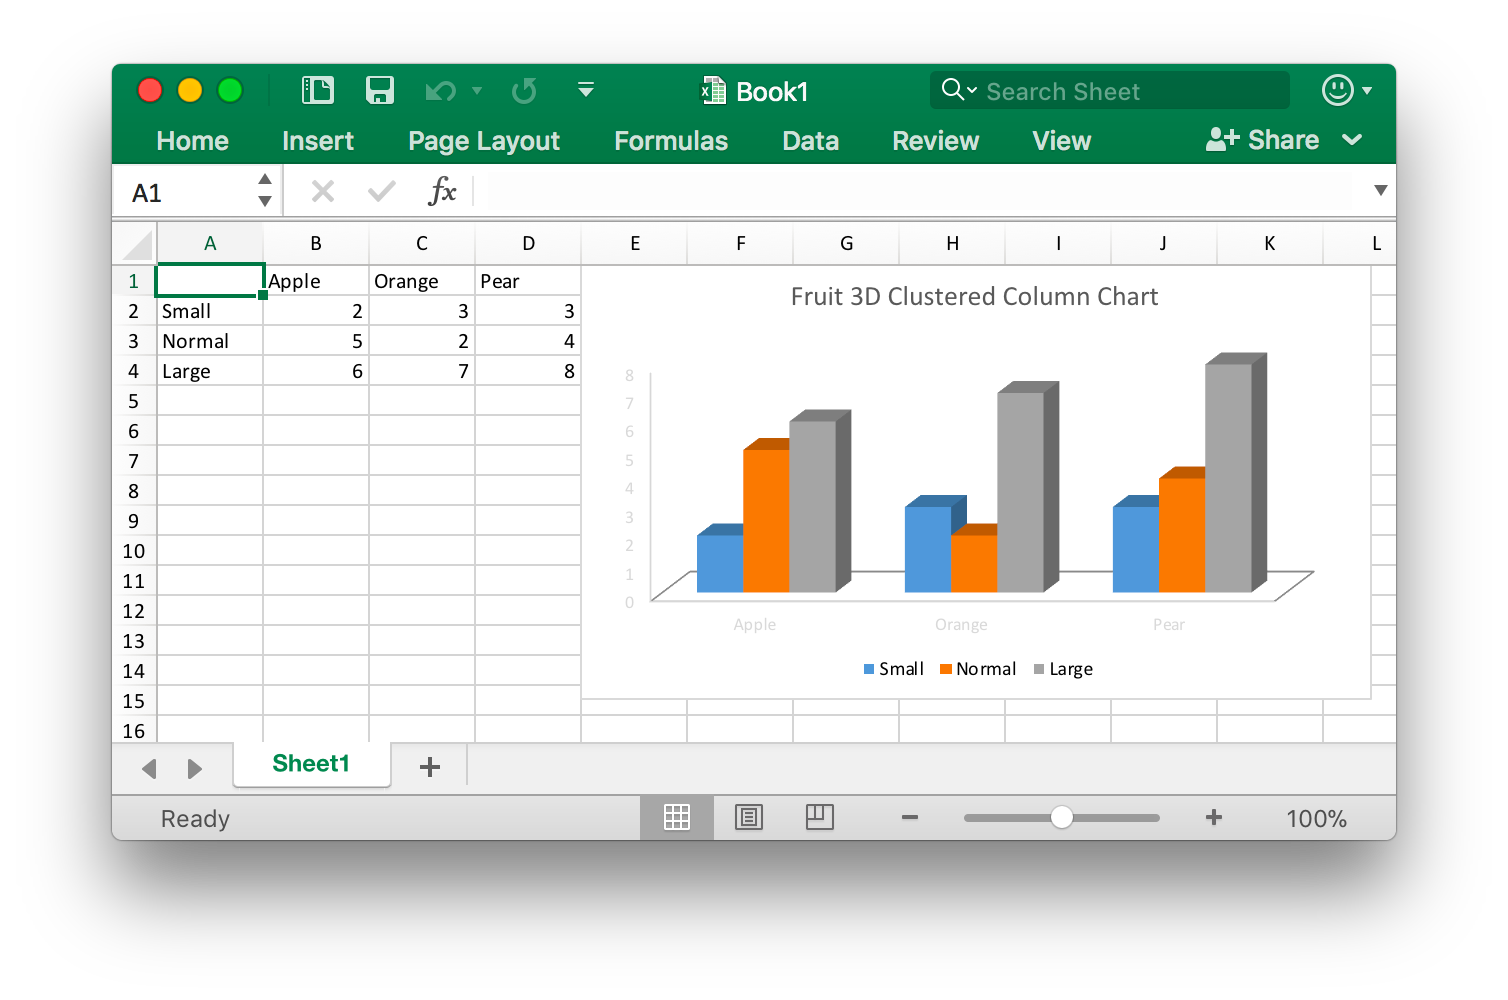 Book1
Search Sheet
Home Insert Page Layout Formulas Data Review View Share
A1 fx
A B C D E F G H I J K L
1 Apple Orange Pear
2 Small 2 3 3
3 Normal 5 2 4
4 Large 6 7 8
5
6
7
8
9
10
11
12
13
14
15
16
Fruit 3D Clustered Column Chart
8
7
6
5
4
3
2
1
0
Apple Orange Pear
Small Normal Large
Sheet1
Ready 100%